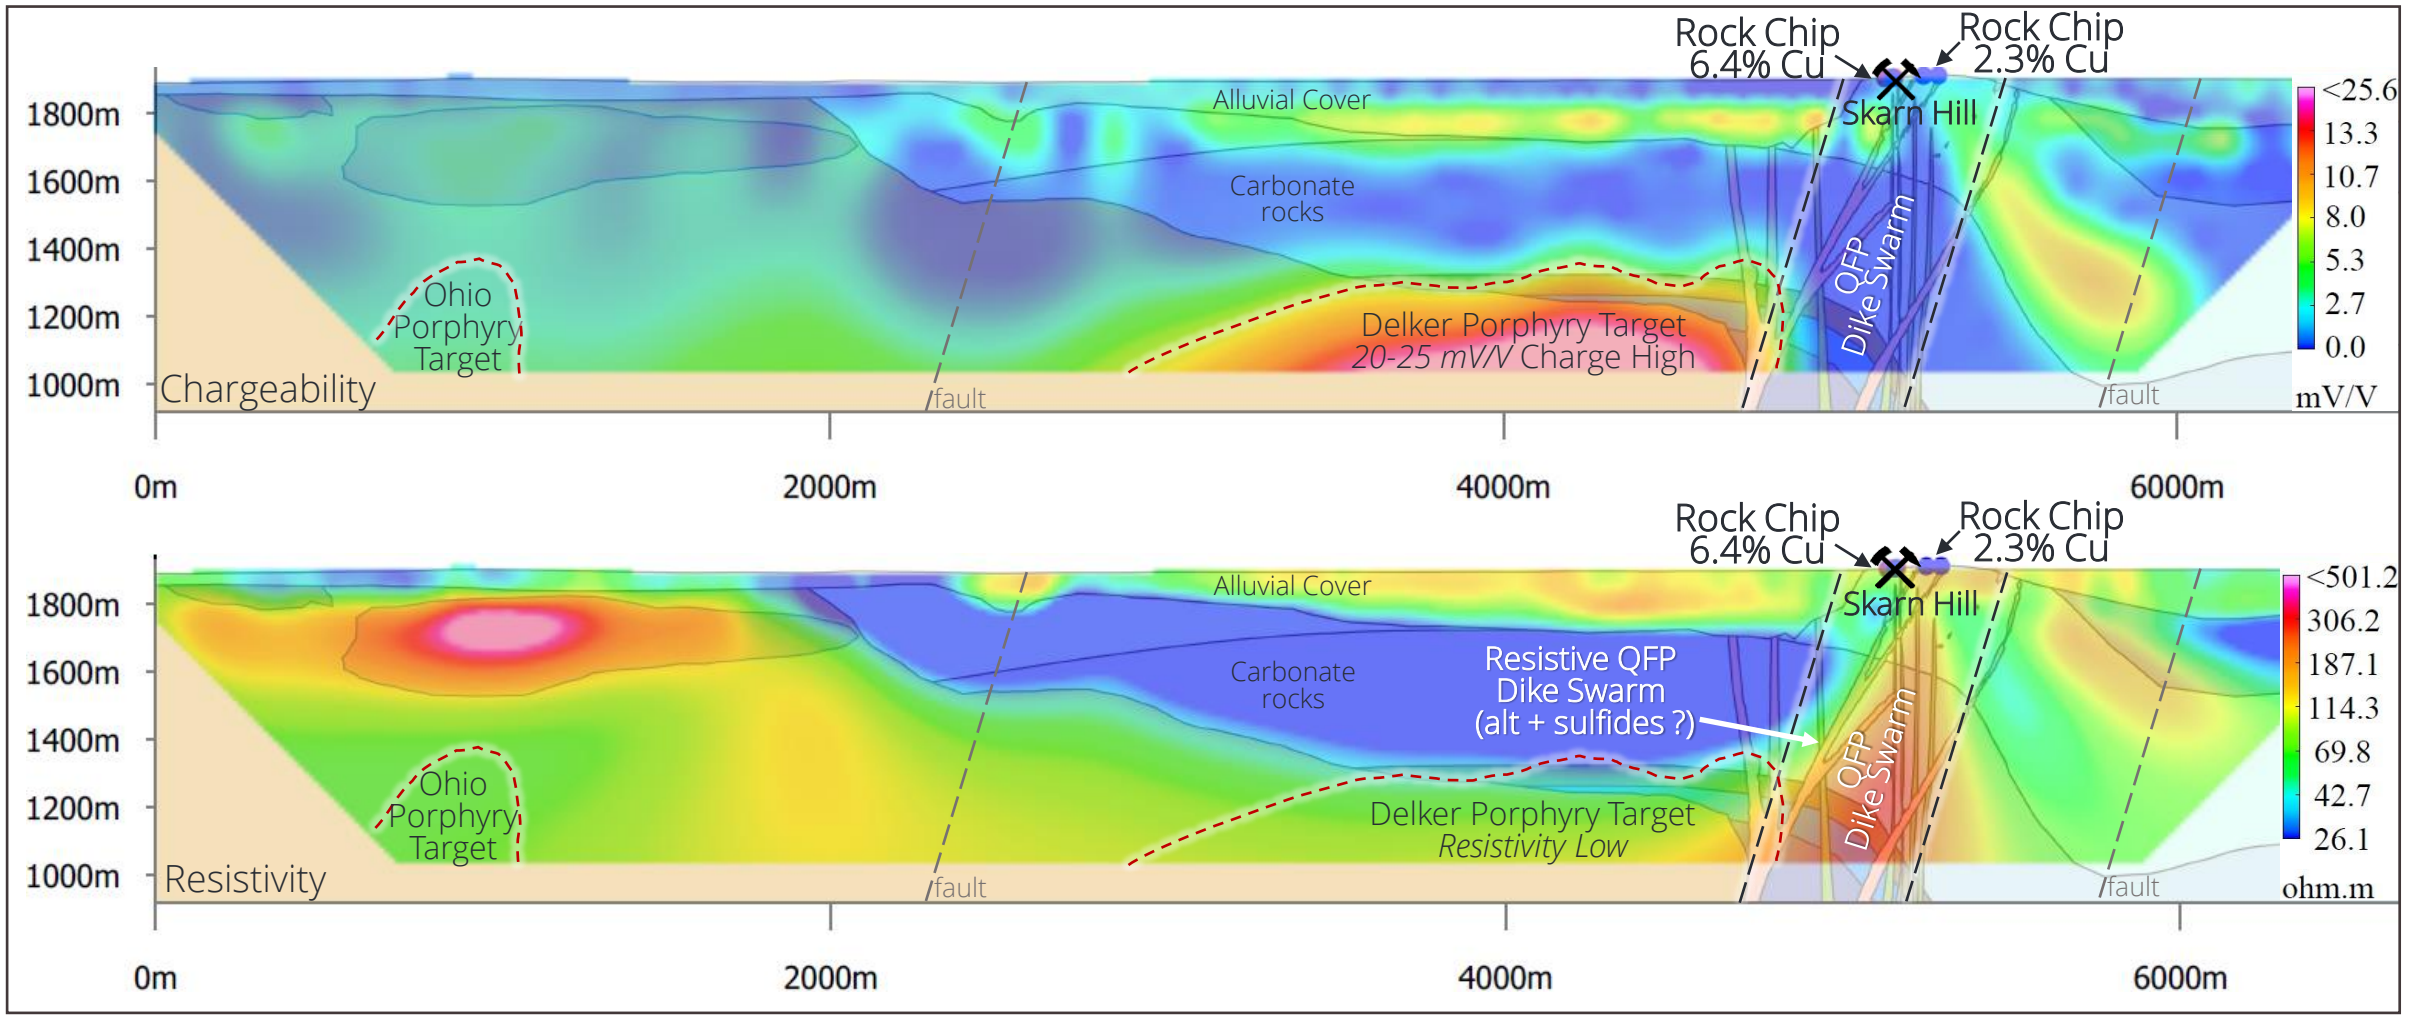 Rock Chip
6.4% Cu
Rock Chip
2.3% Cu
Skarn Hill
Alluvial Cover
Carbonate
rocks
QFP
Dike Swarm
Ohio
Porphyry
Target
Delker Porphyry Target
20-25 mV/V Charge High
fault
fault
Chargeability
1800m
1600m
1400m
1200m
1000m
<25.6
13.3
10.7
8.0
5.3
2.7
0.0
mV/V
0m
2000m
4000m
6000m
Rock Chip
6.4% Cu
Rock Chip
2.3% Cu
Skarn Hill
Alluvial Cover
Carbonate
rocks
Resistive QFP
Dike Swarm
(alt + sulfides ?)
QFP
Dike Swarm
Ohio
Porphyry
Target
Delker Porphyry Target
Resistivity Low
fault
fault
Resistivity
1800m
1600m
1400m
1200m
1000m
<501.2
306.2
187.1
114.3
69.8
42.7
26.1
ohm.m
0m
2000m
4000m
6000m